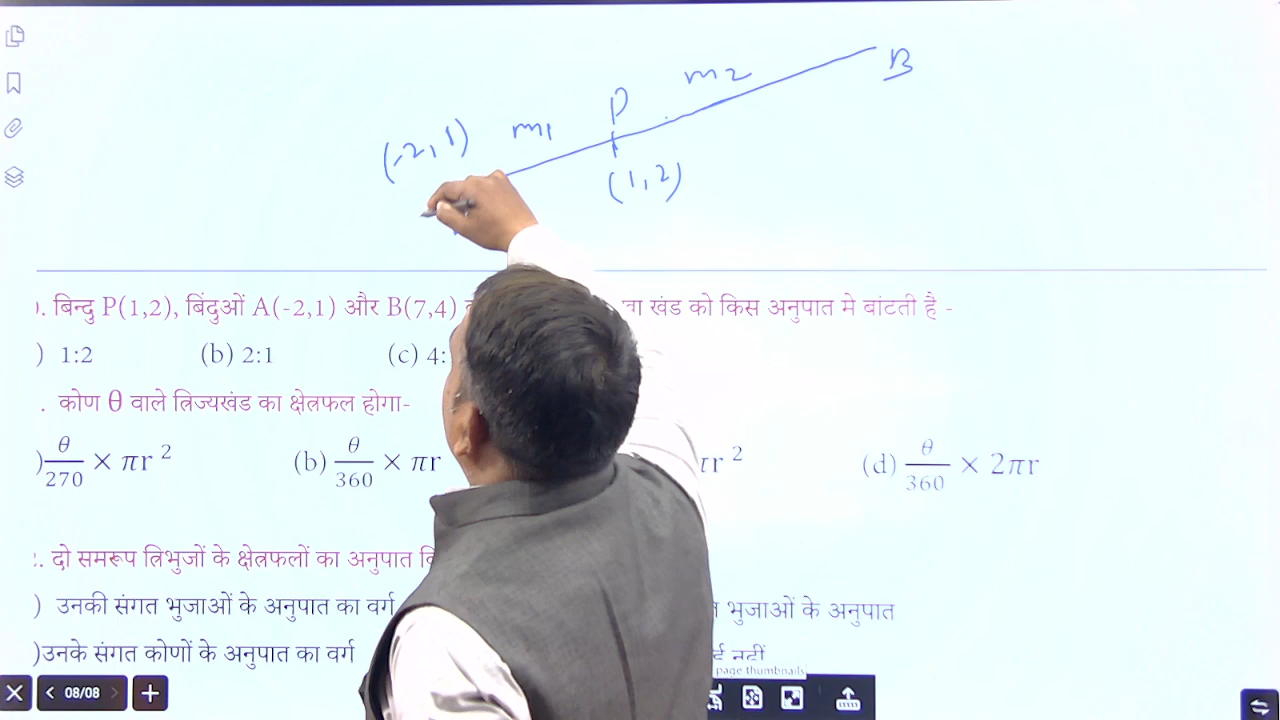 B
m2
P
m1
(-2,1)
(1,2)
). बिन्दु P(1,2), बिंदुओं A(-2,1) और B(7,4) खंड को किस अनुपात मे बांटती है -
) 1:2 (b) 2:1 (c) 4:
. कोण θ वाले त्रिज्यखंड का क्षेत्रफल होगा-
)θ/270 × πr² (b) θ/360 × πr r² (d) θ/360 × 2πr
:. दो समरूप त्रिभुजों के क्षेत्रफलों का अनुपात
) उनकी संगत भुजाओं के अनुपात का वर्ग भुजाओं के अनुपात
)उनके संगत कोणों के अनुपात का वर्ग
page thumbnails
08/08